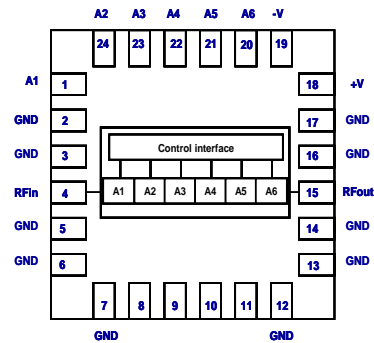 A2 A3 A4 A5 A6 -V
24 23 22 21 20 19
A1 1 18 +V
GND 2 17 GND
Control interface
GND 3 16 GND
RFin 4 A1 A2 A3 A4 A5 A6 15 RFout
GND 5 14 GND
GND 6 13 GND
7 8 9 10 11 12
GND GND